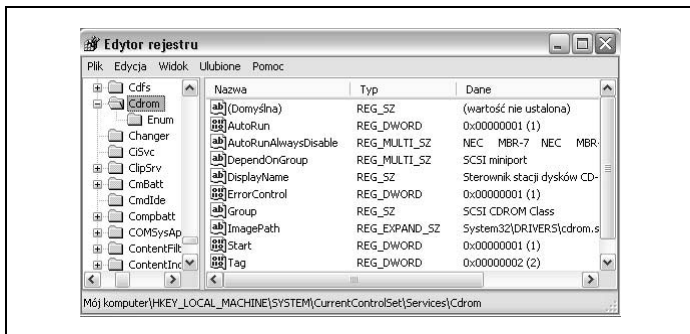 Edytor rejestru
Plik Edycja Widok Ulubione Pomoc
Cdfs
Cdrom
Enum
Changer
CiSvc
ClipSrv
CmBatt
CmdIde
Compbatt
COMSysAp
ContentFilt
ContentInc
Nazwa Typ Dane
(Domyślna) REG_SZ (wartość nie ustalona)
AutoRun REG_DWORD 0x00000001 (1)
AutoRunAlwaysDisable REG_MULTI_SZ NEC MBR-7 NEC MBR-
DependOnGroup REG_MULTI_SZ SCSI miniport
DisplayName REG_SZ Sterownik stacji dysków CD-
ErrorControl REG_DWORD 0x00000001 (1)
Group REG_SZ SCSI CDROM Class
ImagePath REG_EXPAND_SZ System32\DRIVERS\cdrom.s
Start REG_DWORD 0x00000001 (1)
Tag REG_DWORD 0x00000002 (2)
Mój komputer\HKEY_LOCAL_MACHINE\SYSTEM\CurrentControlSet\Services\Cdrom